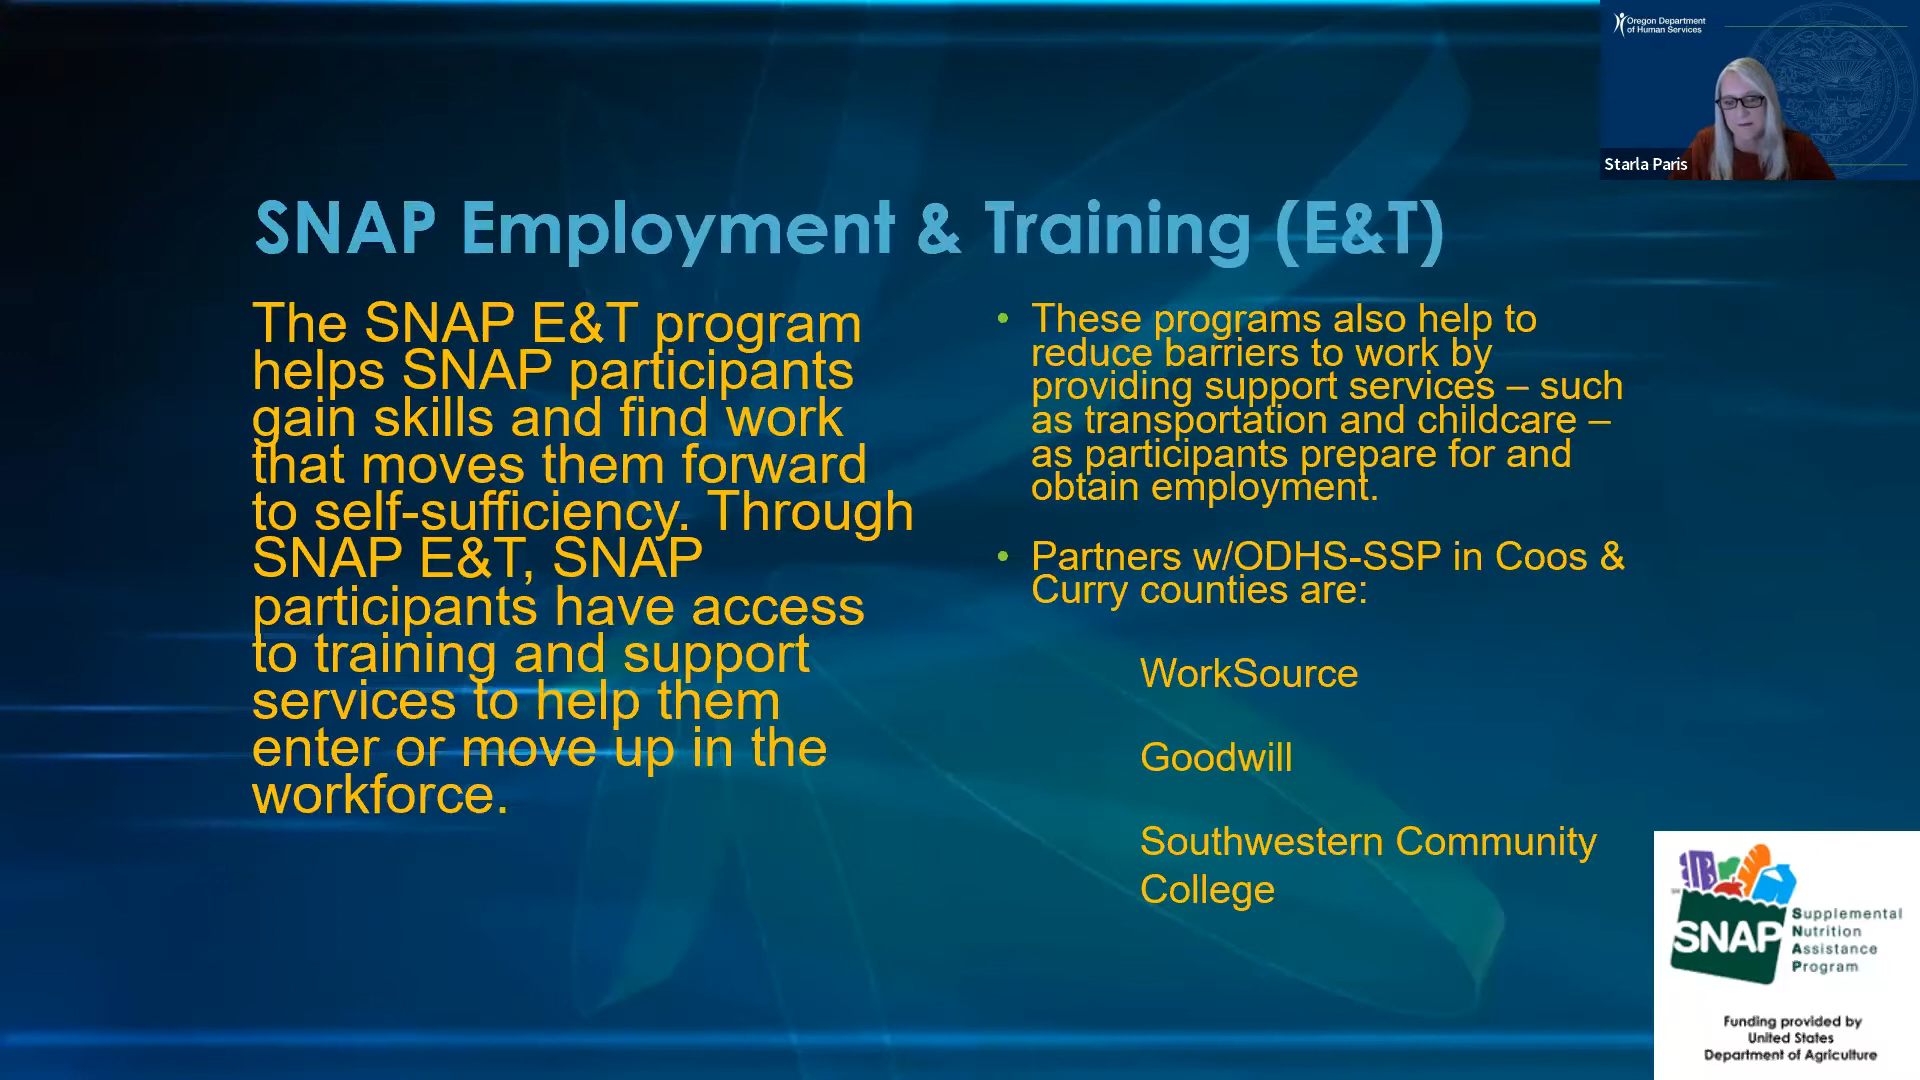 Oregon Department
of Human Services
Starla Paris
SNAP Employment & Training (E&T)
The SNAP E&T program
helps SNAP participants
gain skills and find work
that moves them forward
to self-sufficiency. Through
SNAP E&T, SNAP
participants have access
to training and support
services to help them
enter or move up in the
workforce.
• These programs also help to
reduce barriers to work by
providing support services – such
as transportation and childcare –
as participants prepare for and
obtain employment.
• Partners w/ODHS-SSP in Coos &
Curry counties are:
WorkSource
Goodwill
Southwestern Community
College
SNAP
Supplemental
Nutrition
Assistance
Program
Funding provided by
United States
Department of Agriculture